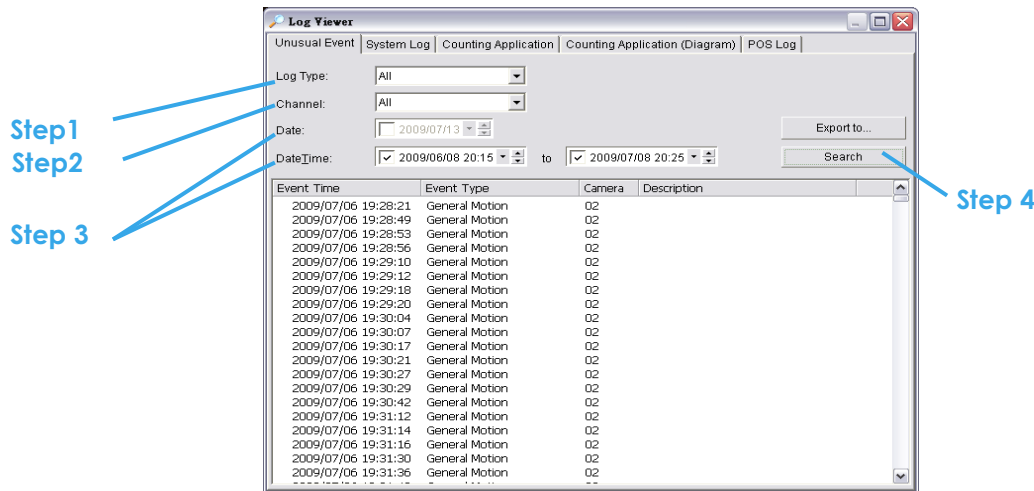 Log Viewer
Unusual Event System Log Counting Application Counting Application (Diagram) POS Log
Log Type: All
Channel: All
Step1
Date: 2009/07/13 Export to...
Step2
DateTime: 2009/06/08 20:15 to 2009/07/08 20:25 Search
Event Time Event Type Camera Description
Step 4
2009/07/06 19:28:21 General Motion 02
2009/07/06 19:28:49 General Motion 02
Step 3
2009/07/06 19:28:53 General Motion 02
2009/07/06 19:28:56 General Motion 02
2009/07/06 19:29:10 General Motion 02
2009/07/06 19:29:12 General Motion 02
2009/07/06 19:29:18 General Motion 02
2009/07/06 19:29:20 General Motion 02
2009/07/06 19:30:04 General Motion 02
2009/07/06 19:30:07 General Motion 02
2009/07/06 19:30:17 General Motion 02
2009/07/06 19:30:21 General Motion 02
2009/07/06 19:30:27 General Motion 02
2009/07/06 19:30:29 General Motion 02
2009/07/06 19:30:42 General Motion 02
2009/07/06 19:31:12 General Motion 02
2009/07/06 19:31:14 General Motion 02
2009/07/06 19:31:16 General Motion 02
2009/07/06 19:31:30 General Motion 02
2009/07/06 19:31:36 General Motion 02